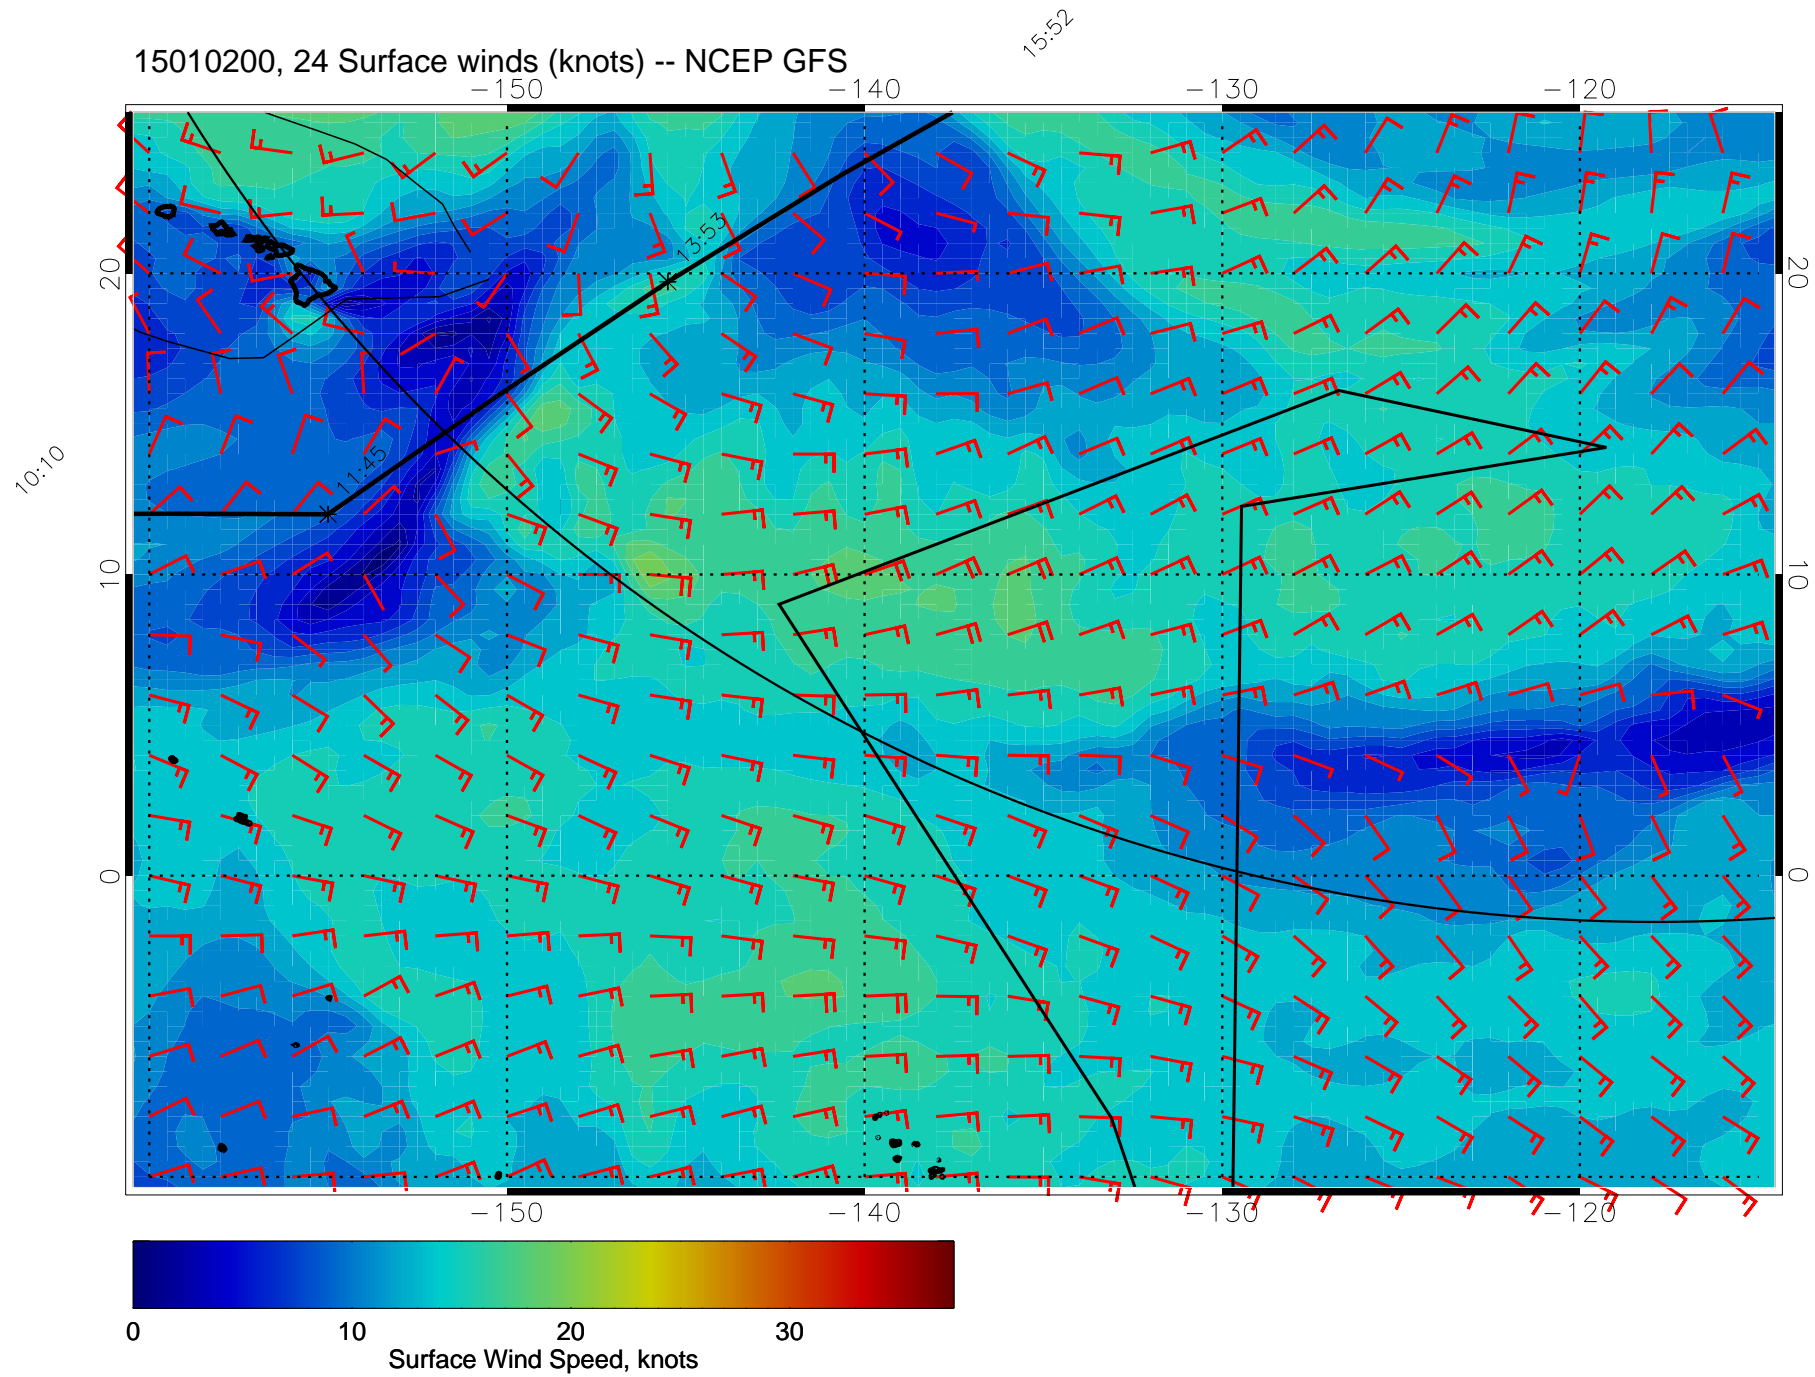 15:52
15010200, 24 Surface winds (knots) -- NCEP GFS
−150 −140 −130 −120
13:53
20 20
10:10
11:45
10 10
0 0
−150 −140 −130 −120
0 10 20 30
Surface Wind Speed, knots